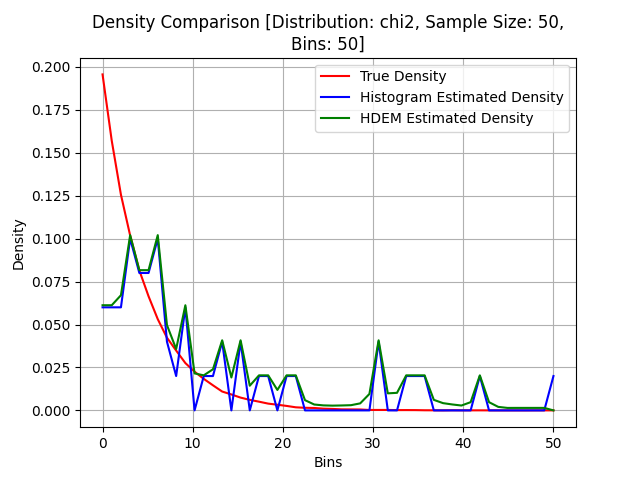 Density Comparison [Distribution: chi2, Sample Size: 50,
Bins: 50]
True Density
Histogram Estimated Density
HDEM Estimated Density
Density
0.200
0.175
0.150
0.125
0.100
0.075
0.050
0.025
0.000
0 10 20 30 40 50
Bins